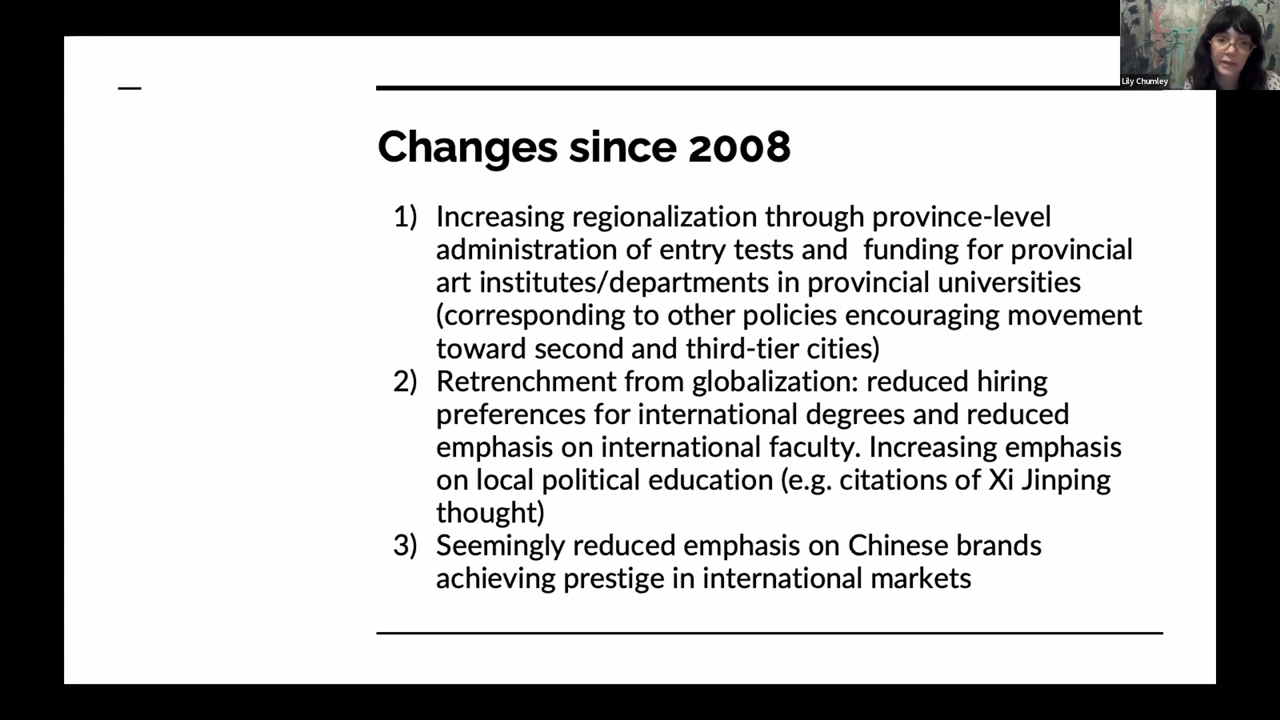 Lily Chumley
Changes since 2008
1) Increasing regionalization through province-level
administration of entry tests and  funding for provincial
art institutes/departments in provincial universities
(corresponding to other policies encouraging movement
toward second and third-tier cities)
2) Retrenchment from globalization: reduced hiring
preferences for international degrees and reduced
emphasis on international faculty. Increasing emphasis
on local political education (e.g. citations of Xi Jinping
thought)
3) Seemingly reduced emphasis on Chinese brands
achieving prestige in international markets